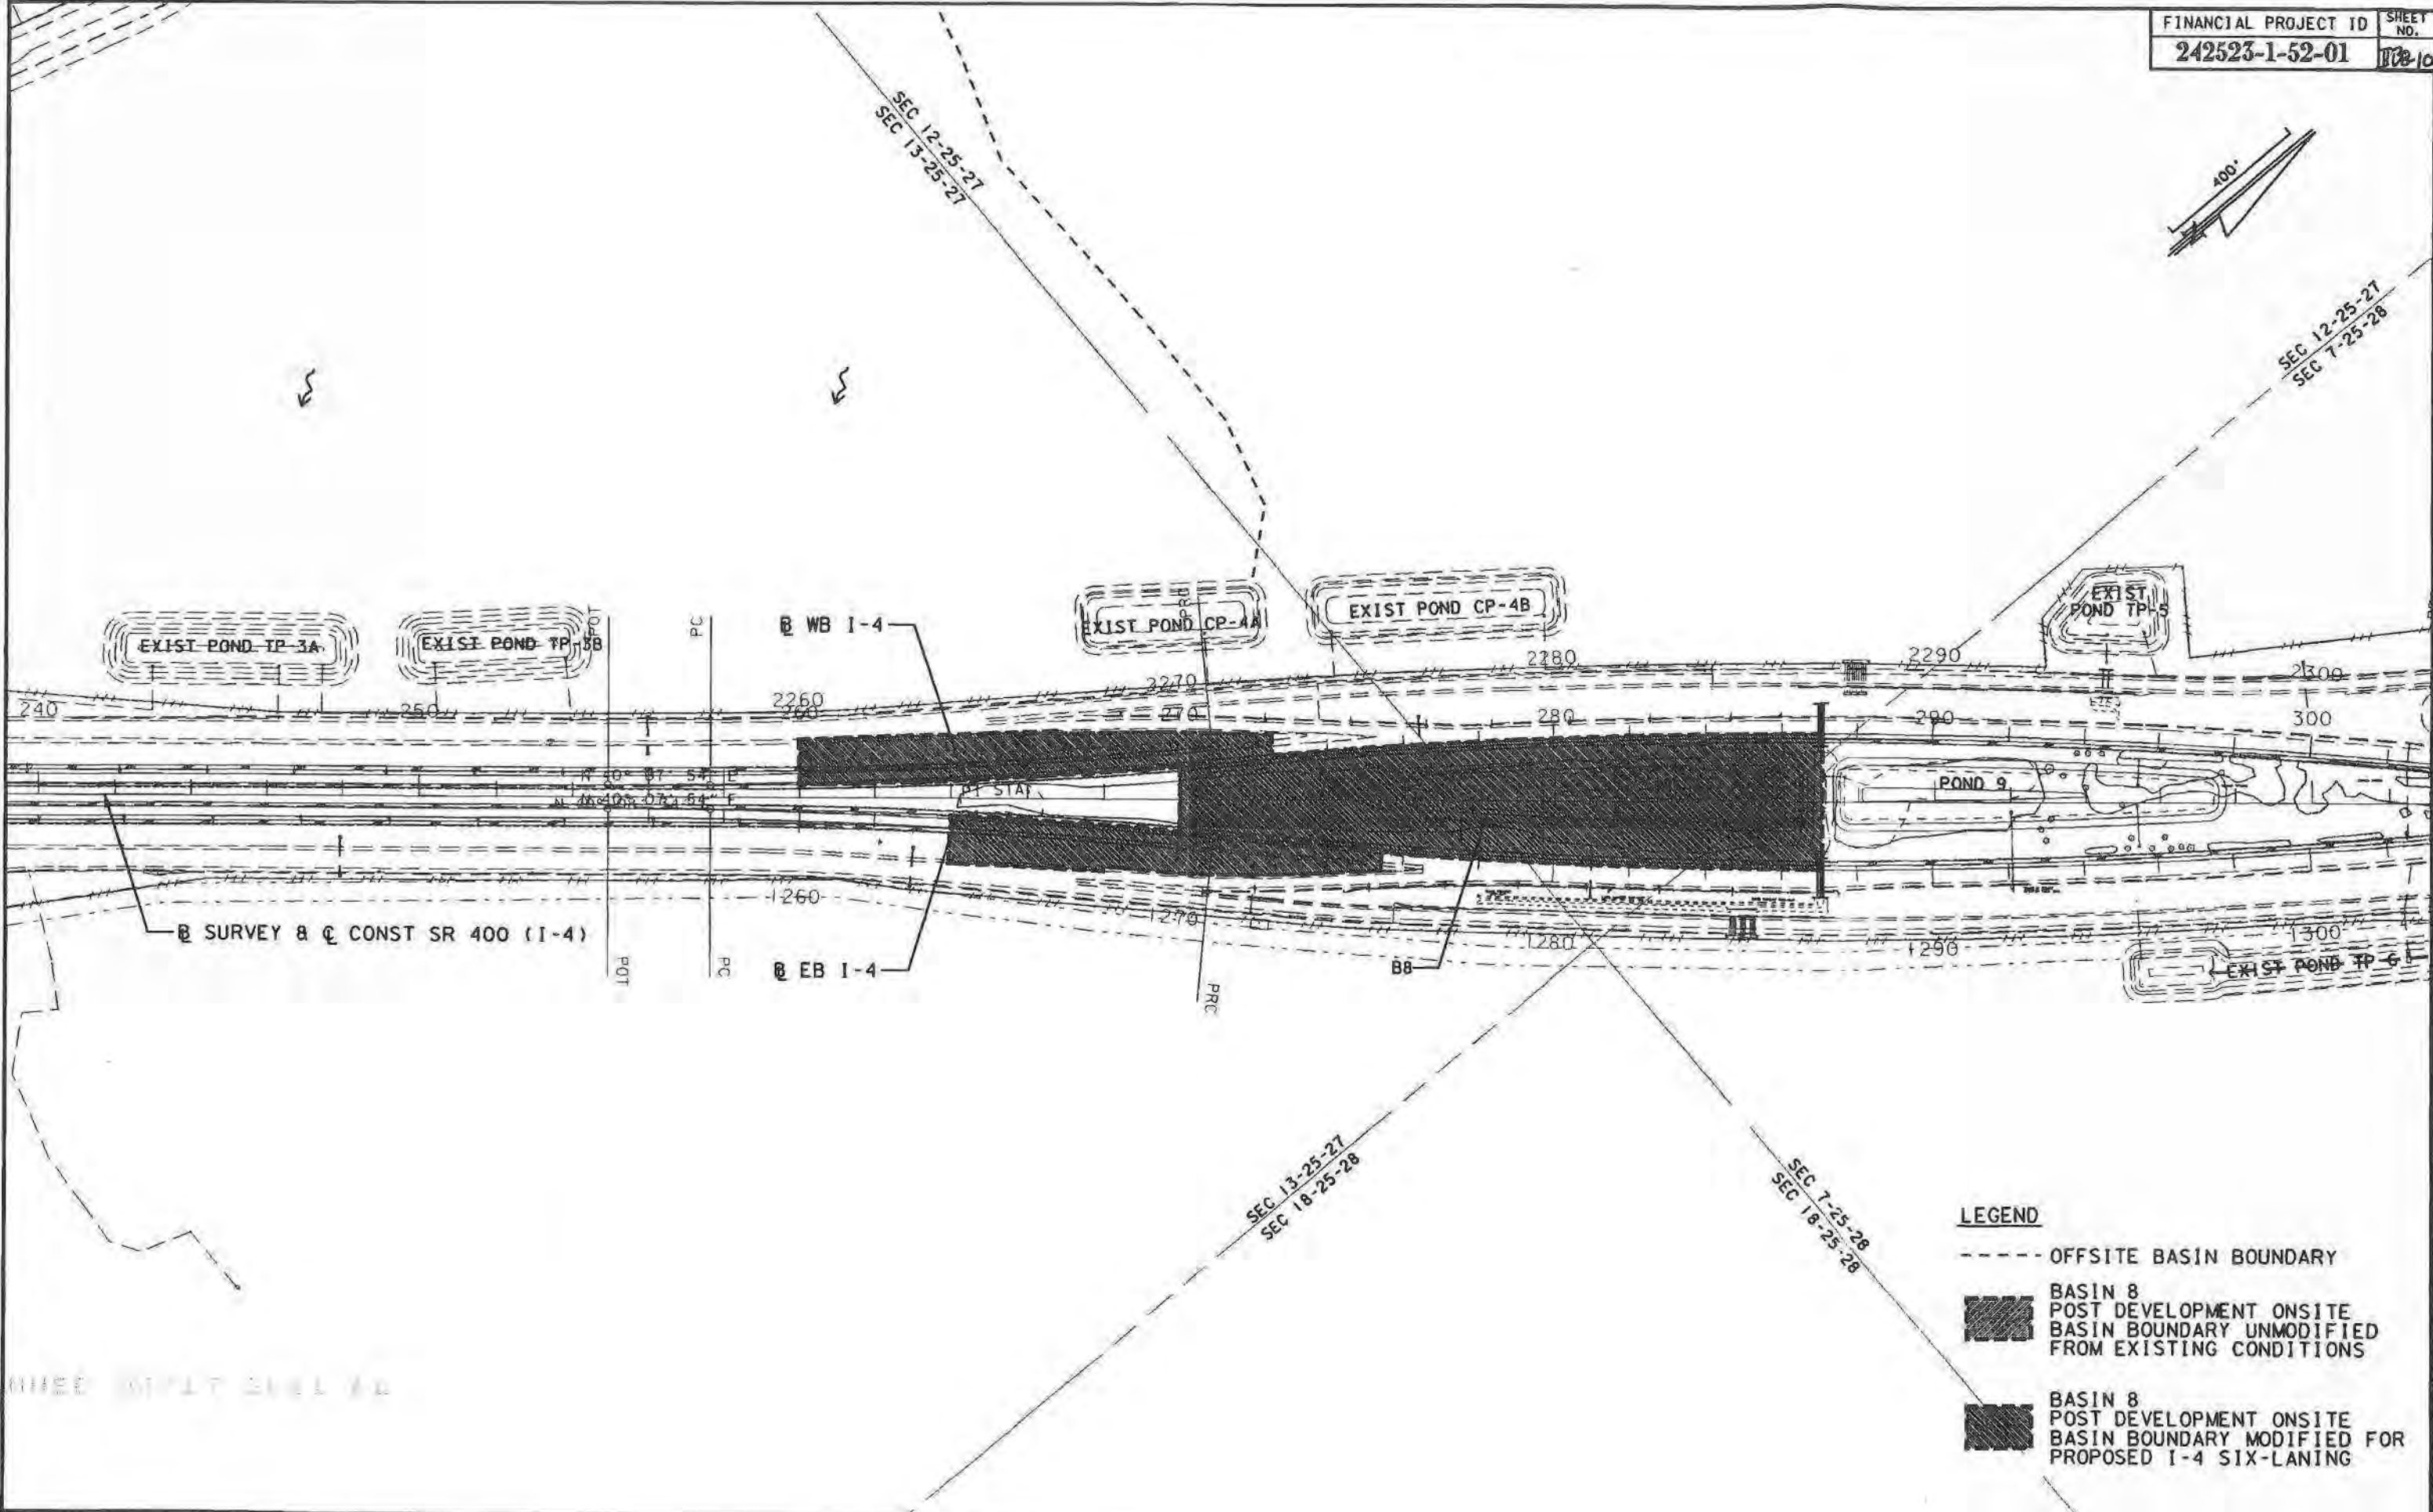 FINANCIAL PROJECT ID
SHEET NO.
242523-1-52-01
SEC 12-25-27
SEC 13-25-27
400'
SEC 12-25-27
SEC 7-25-28
EXIST POND TP-3A
EXIST POND TP-3B
POT
PC
B WB I-4
EXIST POND CP-4A
PRC
EXIST POND CP-4B
EXIST
POND TP-5
240
250
2260
260
2270
270
2280
280
2290
290
2300
300
PT STA
POND 9
1260
1270
1280
1290
1300
B SURVEY & C CONST SR 400 (I-4)
POT
PC
B EB I-4
PRC
B8
EXIST POND TP-6
SEC 13-25-27
SEC 18-25-28
SEC 7-25-28
SEC 18-25-28
LEGEND
OFFSITE BASIN BOUNDARY
BASIN 8
POST DEVELOPMENT ONSITE
BASIN BOUNDARY UNMODIFIED
FROM EXISTING CONDITIONS
BASIN 8
POST DEVELOPMENT ONSITE
BASIN BOUNDARY MODIFIED FOR
PROPOSED I-4 SIX-LANING